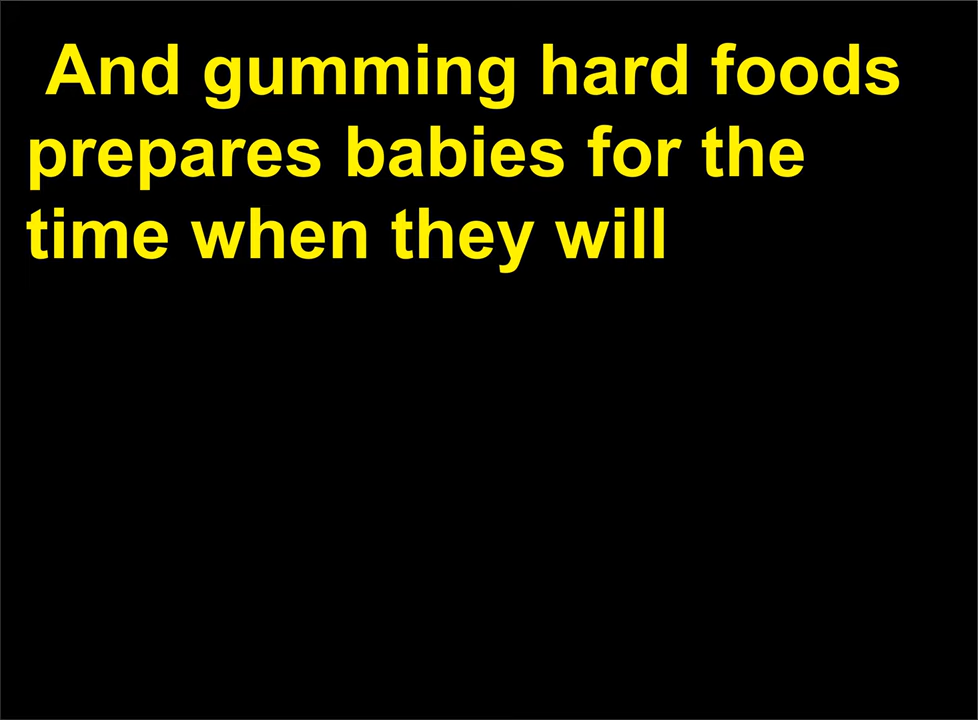 And gumming hard foods
prepares babies for the
time when they will